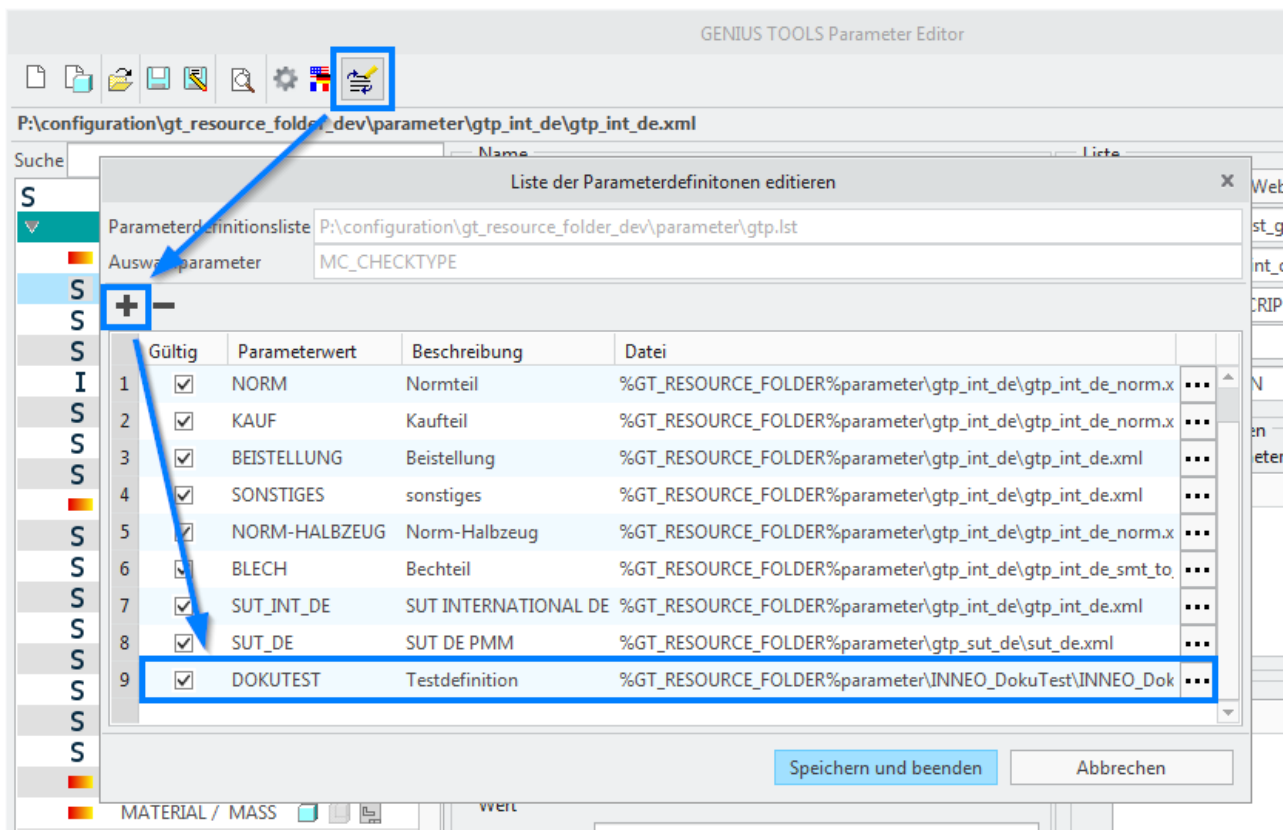 GENIUS TOOLS Parameter Editor
P:\configuration\gt_resource_folder_dev\parameter\gtp_int_de\gtp_int_de.xml
Suche Name Liste
Liste der Parameterdefinitonen editieren x
Parameterdefinitionsliste P:\configuration\gt_resource_folder_dev\parameter\gtp.lst
Auswahlparameter MC_CHECKTYPE
Gültig Parameterwert Beschreibung Datei
1 NORM Normteil %GT_RESOURCE_FOLDER%parameter\gtp_int_de\gtp_int_de_norm.x ...
2 KAUF Kaufteil %GT_RESOURCE_FOLDER%parameter\gtp_int_de\gtp_int_de_norm.x ...
3 BEISTELLUNG Beistellung %GT_RESOURCE_FOLDER%parameter\gtp_int_de\gtp_int_de.xml ...
4 SONSTIGES sonstiges %GT_RESOURCE_FOLDER%parameter\gtp_int_de\gtp_int_de.xml ...
5 NORM-HALBZEUG Norm-Halbzeug %GT_RESOURCE_FOLDER%parameter\gtp_int_de\gtp_int_de_norm.x ...
6 BLECH Bechteil %GT_RESOURCE_FOLDER%parameter\gtp_int_de\gtp_int_de_smt_to_ ...
7 SUT_INT_DE SUT INTERNATIONAL DE %GT_RESOURCE_FOLDER%parameter\gtp_int_de\gtp_int_de.xml ...
8 SUT_DE SUT DE PMM %GT_RESOURCE_FOLDER%parameter\gtp_sut_de\sut_de.xml ...
9 DOKUTEST Testdefinition %GT_RESOURCE_FOLDER%parameter\INNEO_DokuTest\INNEO_Dok ...
Speichern und beenden Abbrechen
MATERIAL / MASS Wert